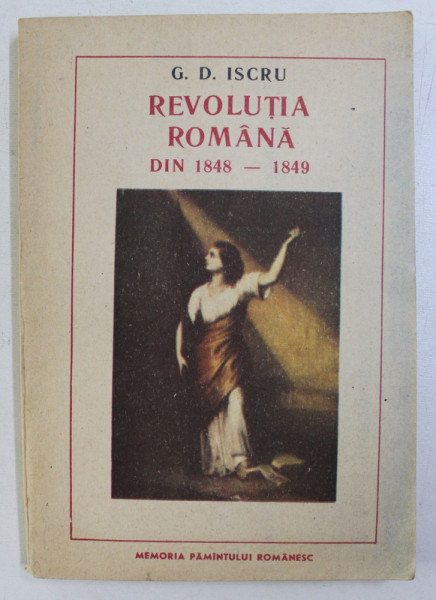 G. D. ISCRU
REVOLUȚIA
ROMÂNĂ
DIN 1848 — 1849
MEMORIA PĂMÎNTULUI ROMÂNESC